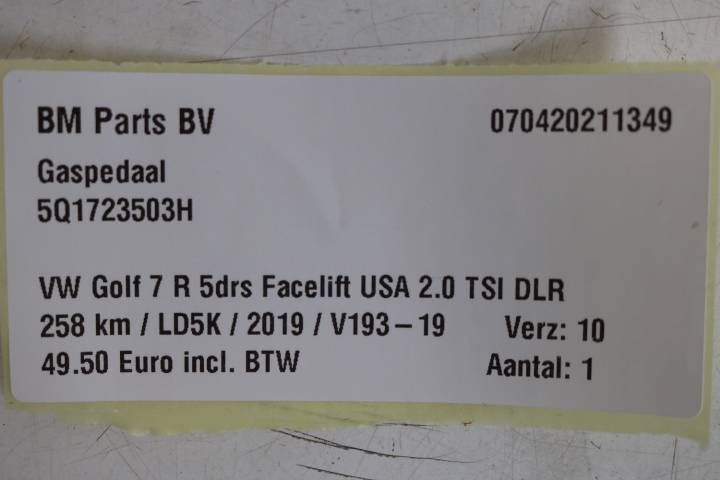 BM Parts BV 070420211349
Gaspedaal
5Q1723503H
VW Golf 7 R 5drs Facelift USA 2.0 TSI DLR
258 km / LD5K / 2019 / V193-19 Verz: 10
49.50 Euro incl. BTW Aantal: 1